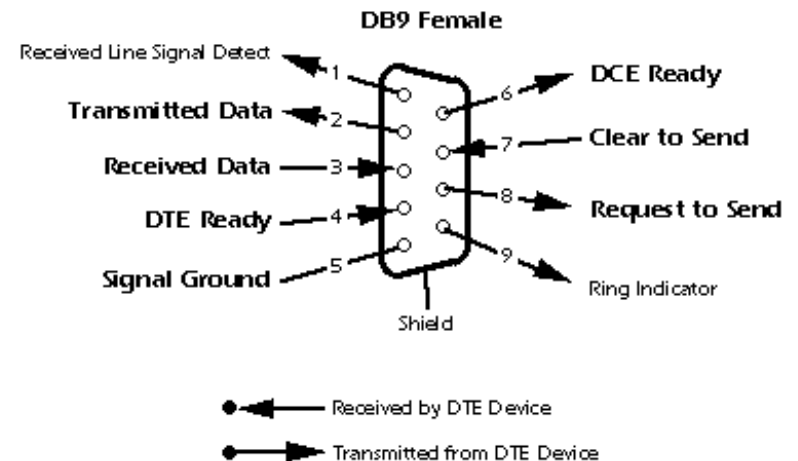 DB9 Female
Received Line Signal Detect
1
Transmitted Data
2
Received Data
3
DTE Ready
4
Signal Ground
5
6
DCE Ready
7
Clear to Send
8
Request to Send
9
Ring Indicator
Shield
Received by DTE Device
Transmitted from DTE Device